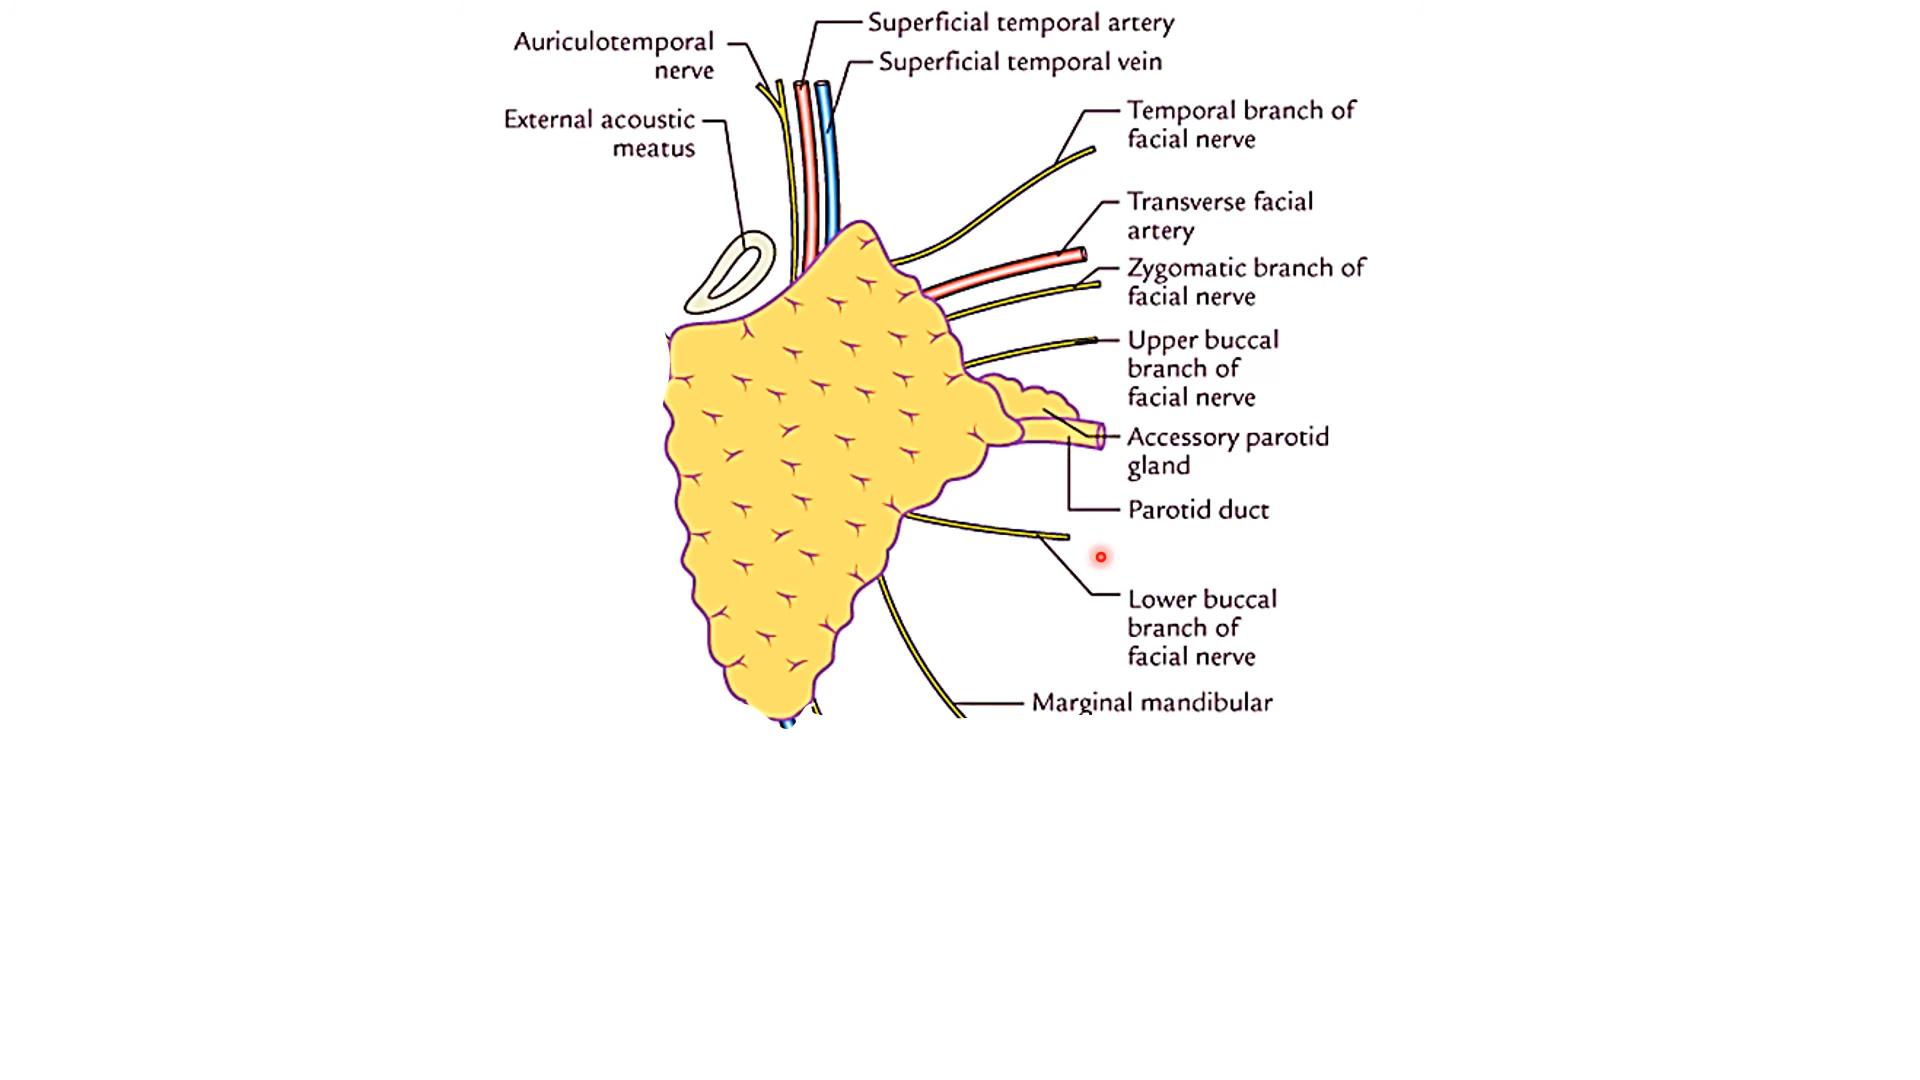 Superficial temporal artery
Auriculotemporal
nerve
Superficial temporal vein
External acoustic
meatus
Temporal branch of
facial nerve
Transverse facial
artery
Zygomatic branch of
facial nerve
Upper buccal
branch of
facial nerve
Accessory parotid
gland
Parotid duct
Lower buccal
branch of
facial nerve
Marginal mandibular